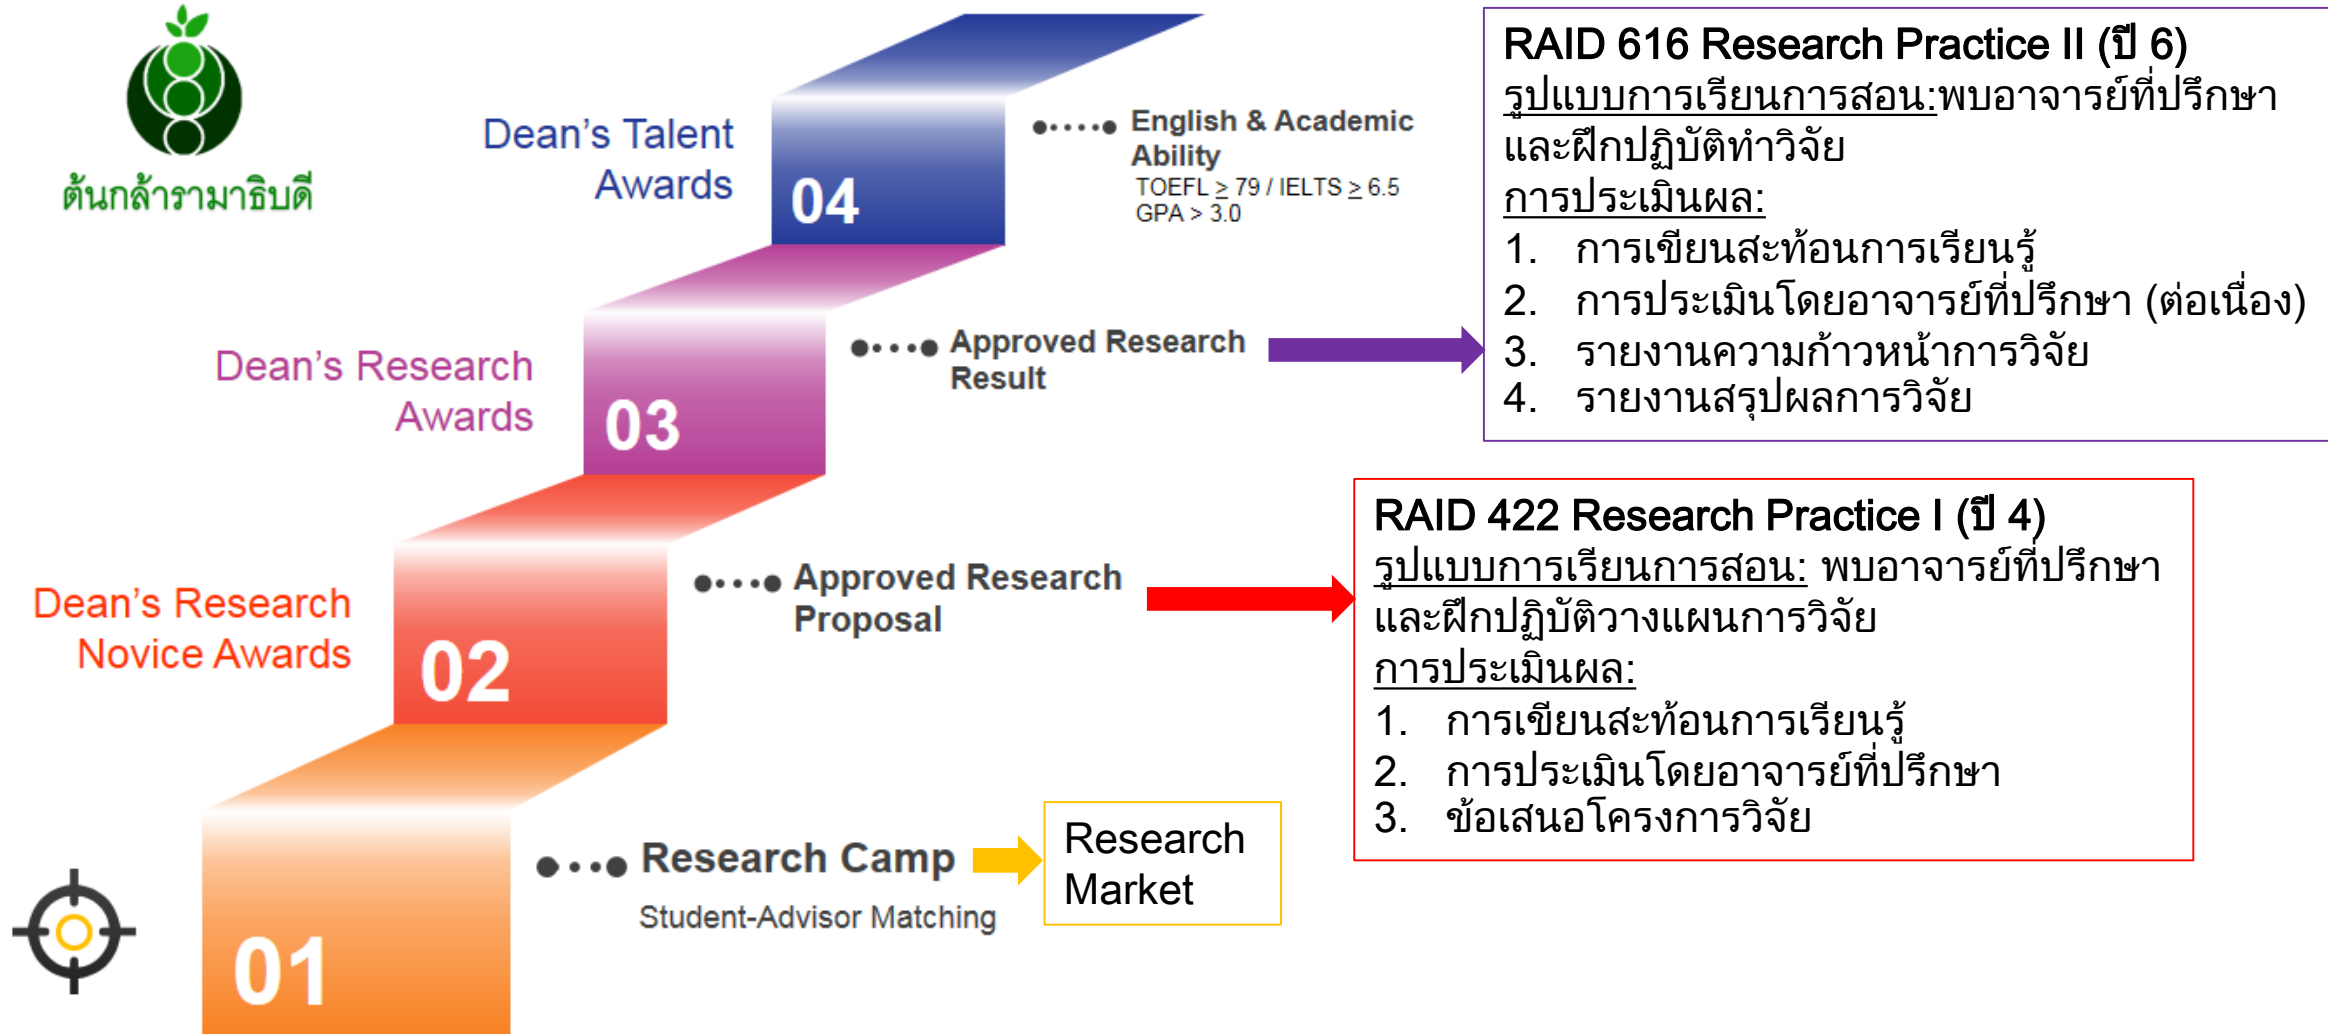 ต้นกล้ารามาธิบดี
Dean's Talent
Awards
04
English & Academic
Ability
TOEFL ≥ 79 / IELTS ≥ 6.5
GPA > 3.0
RAID 616 Research Practice II (ปี 6)
รูปแบบการเรียนการสอน:พบอาจารย์ที่ปรึกษา
และฝึกปฏิบัติทำวิจัย
การประเมินผล:
1. การเขียนสะท้อนการเรียนรู้
2. การประเมินโดยอาจารย์ที่ปรึกษา (ต่อเนื่อง)
3. รายงานความก้าวหน้าการวิจัย
4. รายงานสรุปผลการวิจัย
Dean's Research
Awards
03
Approved Research
Result
Dean's Research
Novice Awards
02
Approved Research
Proposal
RAID 422 Research Practice I (ปี 4)
รูปแบบการเรียนการสอน: พบอาจารย์ที่ปรึกษา
และฝึกปฏิบัติวางแผนการวิจัย
การประเมินผล:
1. การเขียนสะท้อนการเรียนรู้
2. การประเมินโดยอาจารย์ที่ปรึกษา
3. ข้อเสนอโครงการวิจัย
01
Research Camp
Student-Advisor Matching
Research
Market